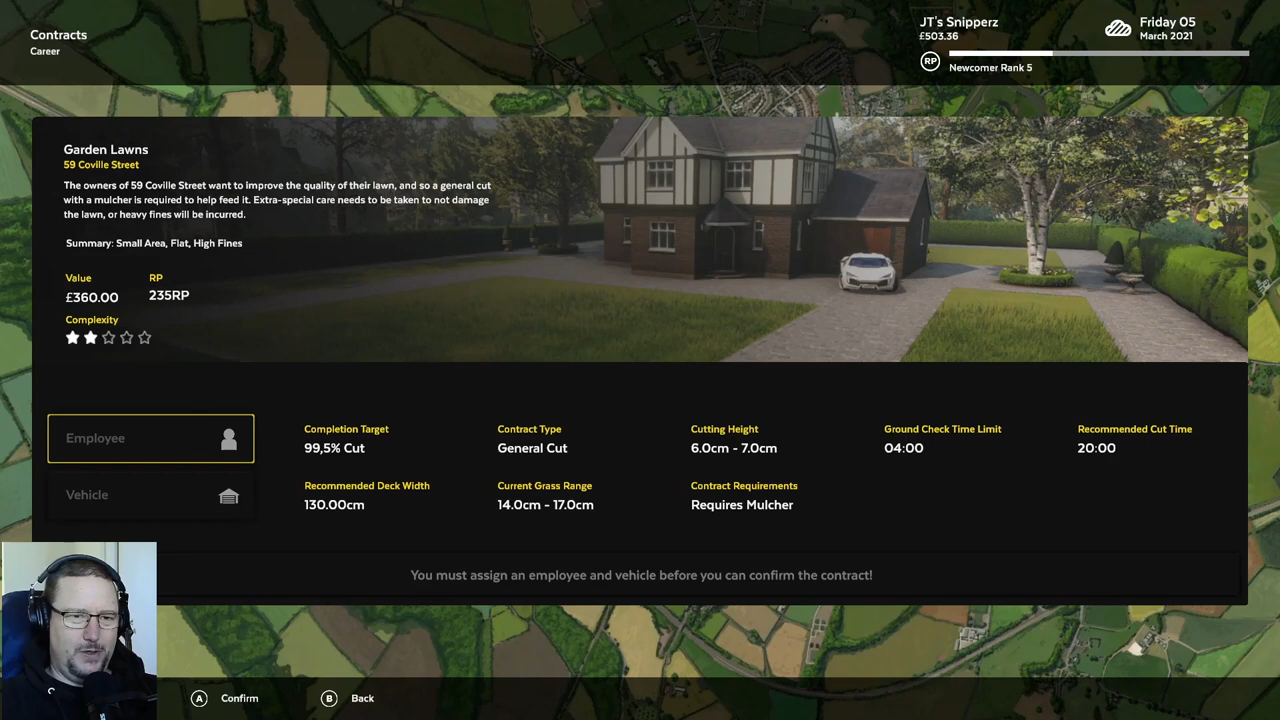 Contracts
Career
JT's Snipperz
£503.36
Friday 05
March 2021
RP
Newcomer Rank 5
Garden Lawns
59 Coville Street
The owners of 59 Coville Street want to improve the quality of their lawn, and so a general cut
with a mulcher is required to help feed it. Extra-special care needs to be taken to not damage
the lawn, or heavy fines will be incurred.
Summary: Small Area, Flat, High Fines
Value
RP
£360.00
235RP
Complexity
Employee
Vehicle
Completion Target
99,5% Cut
Contract Type
General Cut
Cutting Height
6.0cm - 7.0cm
Ground Check Time Limit
04:00
Recommended Cut Time
20:00
Recommended Deck Width
130.00cm
Current Grass Range
14.0cm - 17.0cm
Contract Requirements
Requires Mulcher
You must assign an employee and vehicle before you can confirm the contract!
A Confirm
B Back